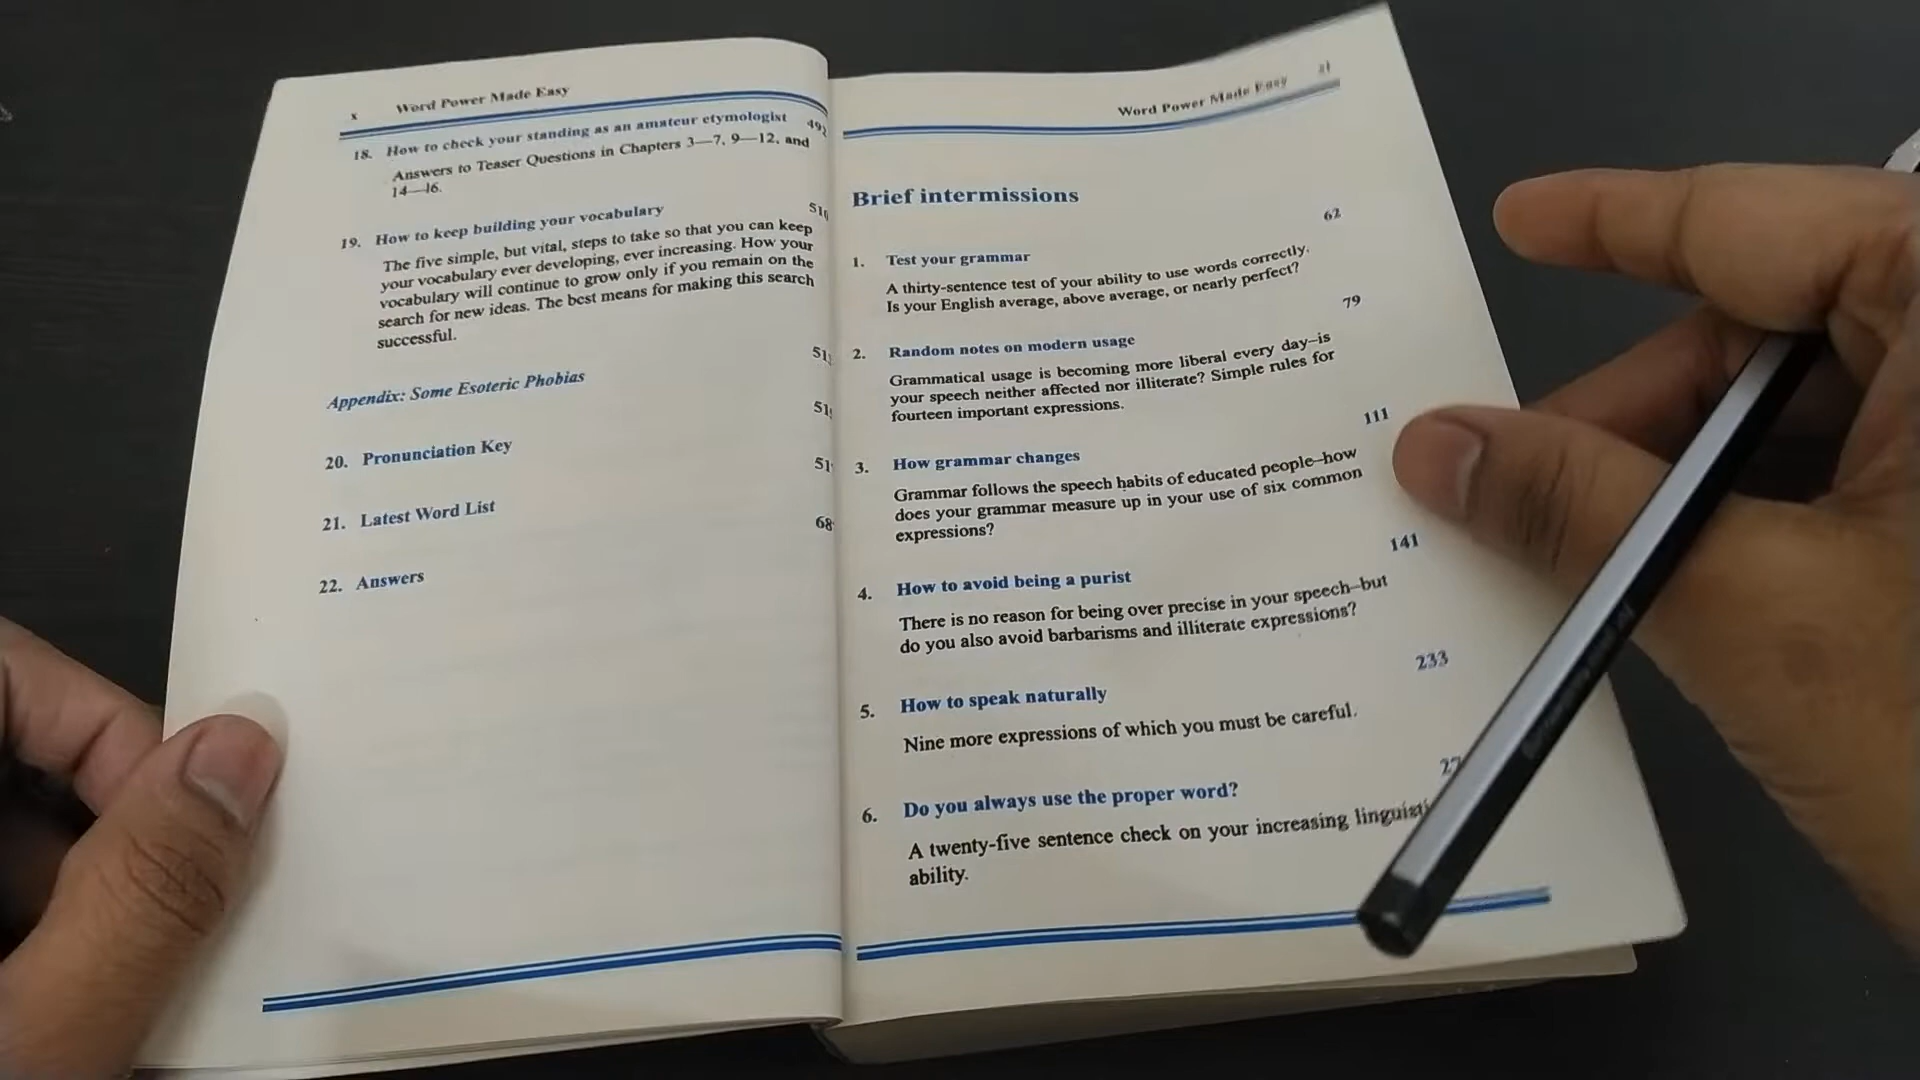 x Word Power Made Easy
18. How to check your standing as an amateur etymologist
Answers to Teaser Questions in Chapters 3—7, 9—12, and
14—16.
19. How to keep building your vocabulary
The five simple, but vital, steps to take so that you can keep
your vocabulary ever developing, ever increasing. How your
vocabulary will continue to grow only if you remain on the
search for new ideas. The best means for making this search
successful.
Appendix: Some Esoteric Phobias
20. Pronunciation Key
21. Latest Word List
22. Answers
Word Power Made Easy
Brief intermissions
62
1. Test your grammar
A thirty-sentence test of your ability to use words correctly.
Is your English average, above average, or nearly perfect?
79
2. Random notes on modern usage
Grammatical usage is becoming more liberal every day–is
your speech neither affected nor illiterate? Simple rules for
fourteen important expressions.
111
3. How grammar changes
Grammar follows the speech habits of educated people–how
does your grammar measure up in your use of six common
expressions?
141
4. How to avoid being a purist
There is no reason for being over precise in your speech–but
do you also avoid barbarisms and illiterate expressions?
233
5. How to speak naturally
Nine more expressions of which you must be careful.
6. Do you always use the proper word?
A twenty-five sentence check on your increasing
ability.